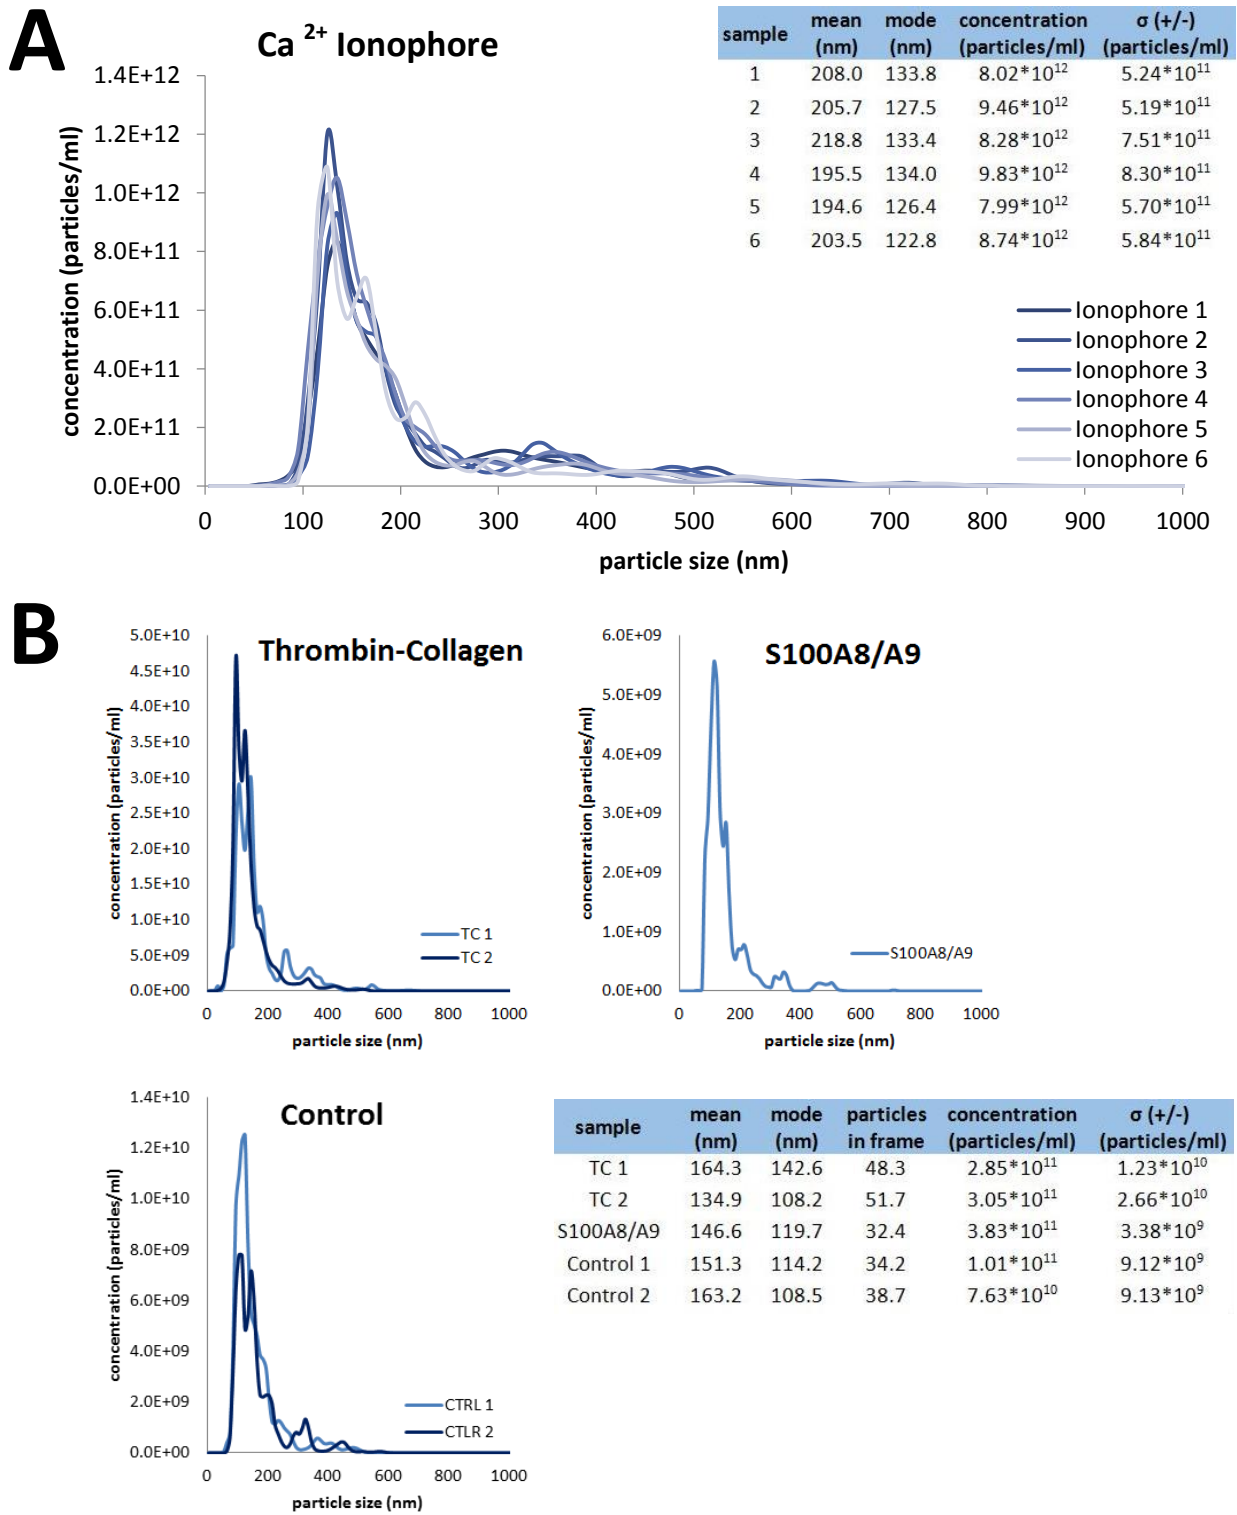 A
Ca 2+ Ionophore
sample mean (nm) mode (nm) concentration (particles/ml) σ (+/-) (particles/ml)
1 208.0 133.8 8.02*10^12 5.24*10^11
2 205.7 127.5 9.46*10^12 5.19*10^11
3 218.8 133.4 8.28*10^12 7.51*10^11
4 195.5 134.0 9.83*10^12 8.30*10^11
5 194.6 126.4 7.99*10^12 5.70*10^11
6 203.5 122.8 8.74*10^12 5.84*10^11
concentration (particles/ml)
1.4E+12
1.2E+12
1.0E+12
8.0E+11
6.0E+11
4.0E+11
2.0E+11
0.0E+00
Ionophore 1
Ionophore 2
Ionophore 3
Ionophore 4
Ionophore 5
Ionophore 6
0 100 200 300 400 500 600 700 800 900 1000
particle size (nm)
B
Thrombin-Collagen
concentration (particles/ml)
5.0E+10
4.5E+10
4.0E+10
3.5E+10
3.0E+10
2.5E+10
2.0E+10
1.5E+10
1.0E+10
5.0E+09
0.0E+00
TC 1
TC 2
0 200 400 600 800 1000
particle size (nm)
S100A8/A9
concentration (particles/ml)
6.0E+09
5.0E+09
4.0E+09
3.0E+09
2.0E+09
1.0E+09
0.0E+00
S100A8/A9
0 200 400 600 800 1000
particle size (nm)
Control
concentration (particles/ml)
1.4E+10
1.2E+10
1.0E+10
8.0E+09
6.0E+09
4.0E+09
2.0E+09
0.0E+00
CTRL 1
CTLR 2
0 200 400 600 800 1000
particle size (nm)
sample mean (nm) mode (nm) particles in frame concentration (particles/ml) σ (+/-) (particles/ml)
TC 1 164.3 142.6 48.3 2.85*10^11 1.23*10^10
TC 2 134.9 108.2 51.7 3.05*10^11 2.66*10^10
S100A8/A9 146.6 119.7 32.4 3.83*10^11 3.38*10^9
Control 1 151.3 114.2 34.2 1.01*10^11 9.12*10^9
Control 2 163.2 108.5 38.7 7.63*10^10 9.13*10^9